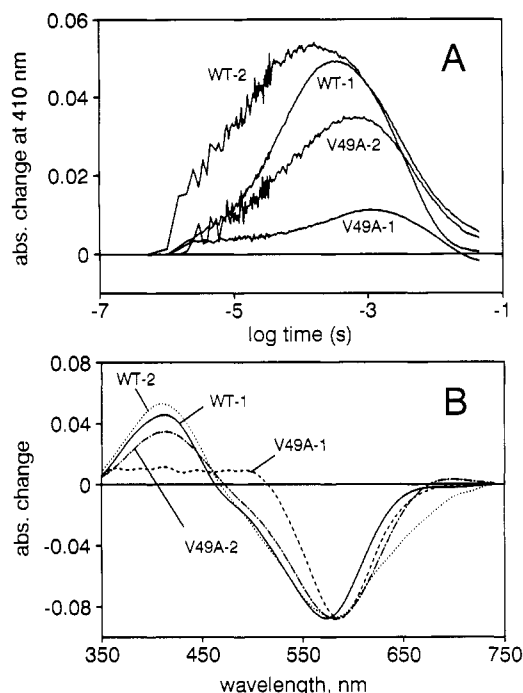 0.06
A
WT-2
WT-1
0.04
V49A-2
0.02
V49A-1
0
abs. change at 410 nm
-7
-5
-3
-1
log time (s)
0.08
B
WT-2
WT-1
0.04
V49A-1
0
V49A-2
-0.04
-0.08
abs. change
350
450
550
650
750
wavelength, nm